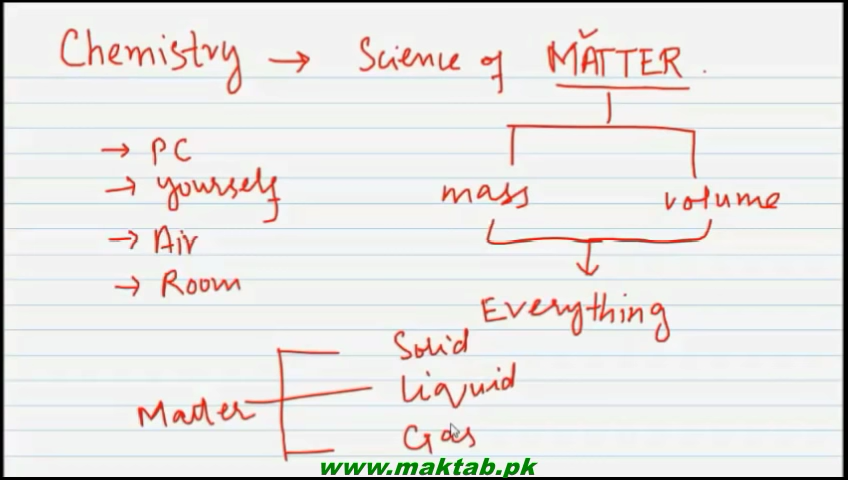 Chemistry → Science of MATTER.
→ PC
→ yourself
→ Air
→ Room
mass volume
Everything
Matter
Solid
Liquid
Gas
www.maktab.pk